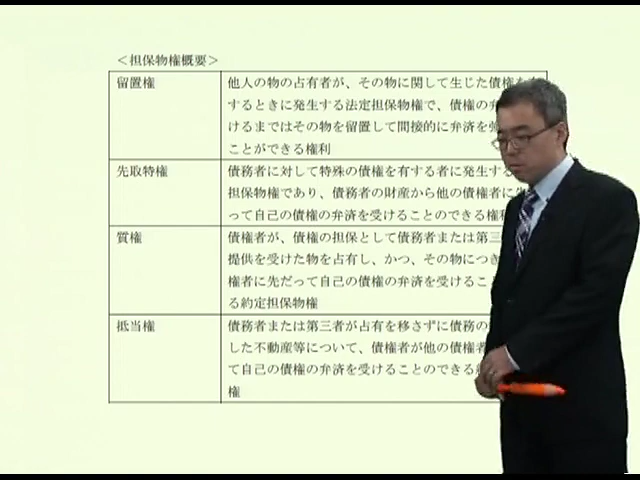 ＜担保物権概要＞
留置権
他人の物の占有者が、その物に関して生じた債権を
するときに発生する法定担保物権で、債権の弁
けるまではその物を留置して間接的に弁済を強
ことができる権利
先取特権
債務者に対して特殊の債権を有する者に発生す
担保物権であり、債務者の財産から他の債権者に
って自己の債権の弁済を受けることのできる権
質権
債権者が、債権の担保として債務者または第三
提供を受けた物を占有し、かつ、その物につき
権者に先だって自己の債権の弁済を受けるこ
る約定担保物権
抵当権
債務者または第三者が占有を移さずに債務の
した不動産等について、債権者が他の債権者
て自己の債権の弁済を受けることのできる
権